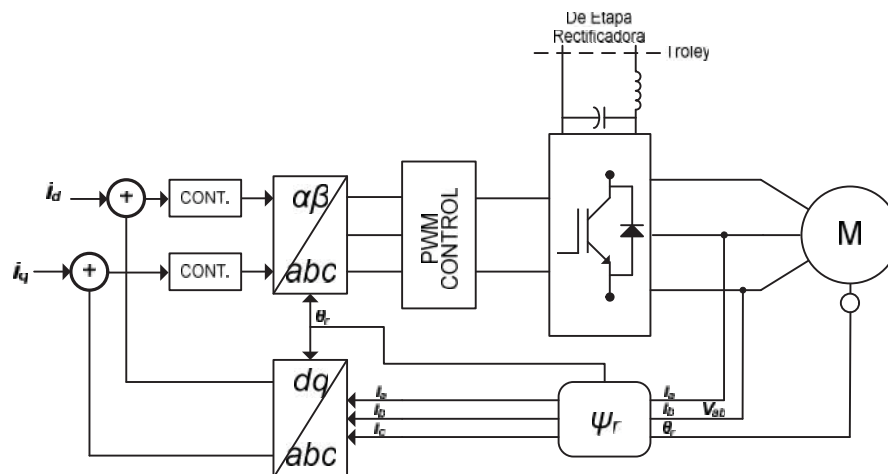 De Etapa
Rectificadora
Troley
i_d
+
CONT.
αβ
abc
PWM
CONTROL
M
i_q
+
CONT.
θ_r
dq
abc
i_a
i_b
i_c
ψ_r
i_a
i_b
V_ab
θ_r